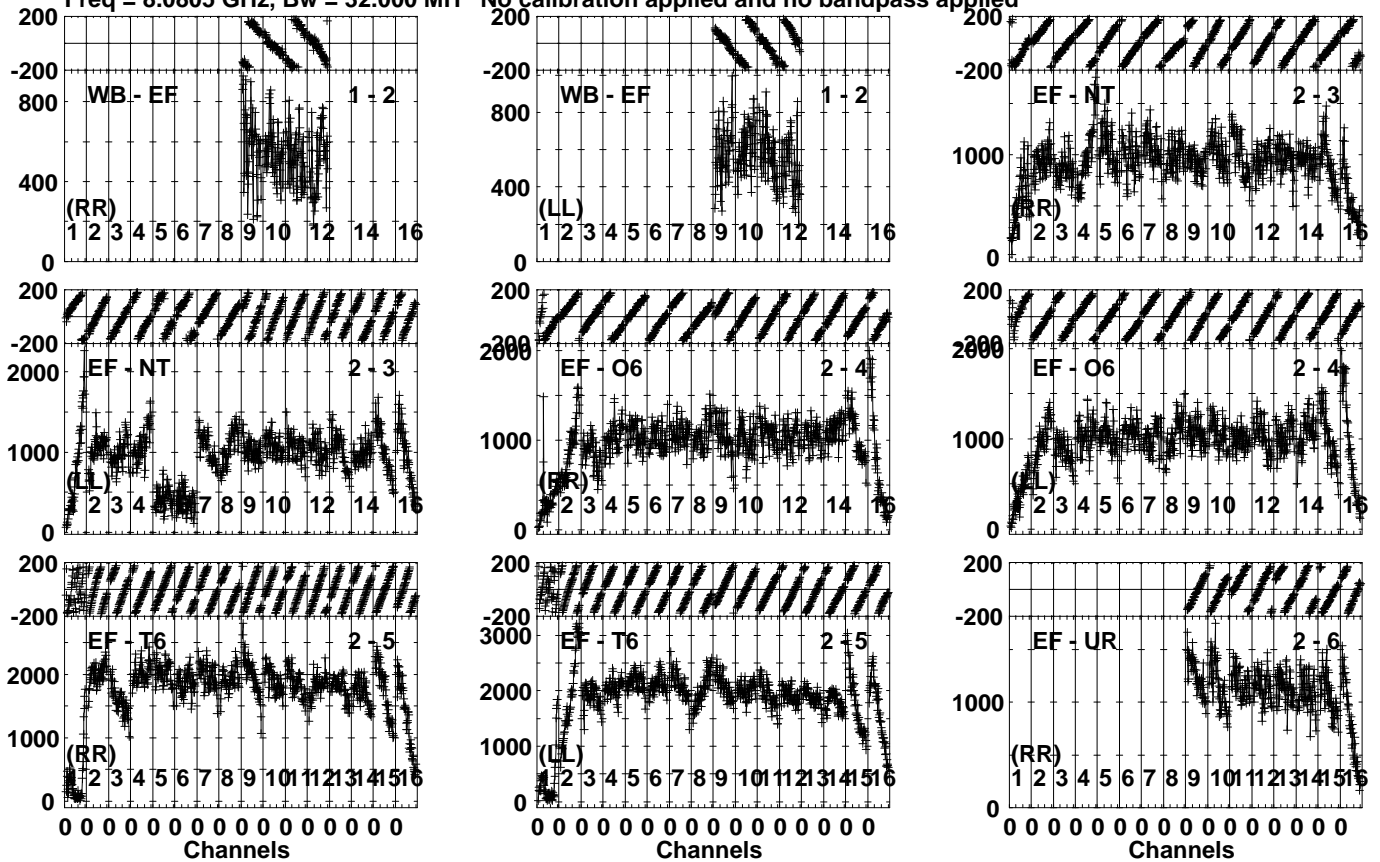 Freq = 8.0805 GHz, Bw = 32.000 MH No calibration applied and no bandpass applied
200 200 200
-200 -200 -200
WB - EF 1 - 2 WB - EF 1 - 2 EF - NT 2 - 3
800 800 1000
400 400
(RR) (LL) (RR)
1 2 3 4 5 6 7 8 9 10 12 14 16 1 2 3 4 5 6 7 8 9 10 12 14 16 1 2 3 4 5 6 7 8 9 10 12 14 16
0 0 0
200 200 200
-200 -200 -200
EF - NT 2 - 3 EF - O6 2 - 4 EF - O6 2 - 4
2000 2000 2000
1000 1000 1000
(LL) (RR) (LL)
2 3 4 7 8 9 10 12 14 16 1 2 3 4 5 6 7 8 9 10 12 14 16 1 2 3 4 5 6 7 8 9 10 12 14 16
0 0 0
200 200 200
-200 -200 -200
EF - T6 2 - 5 EF - T6 2 - 5 EF - UR 2 - 6
2000 3000 1000
1000 2000
1000
(RR) (LL) (RR)
2 3 4 5 6 7 8 9 10 11 12 13 14 15 16 2 3 4 5 6 7 8 9 10 11 12 13 14 15 16 1 2 3 4 5 6 7 8 9 10 11 12 13 14 15 16
0 0 0
0 0 0 0 0 0 0 0 0 0 0 0 0 0 0 0 0 0 0 0 0 0 0 0 0 0 0 0 0 0 0 0 0 0 0 0 0 0 0 0 0 0 0 0 0 0 0 0
Channels Channels Channels